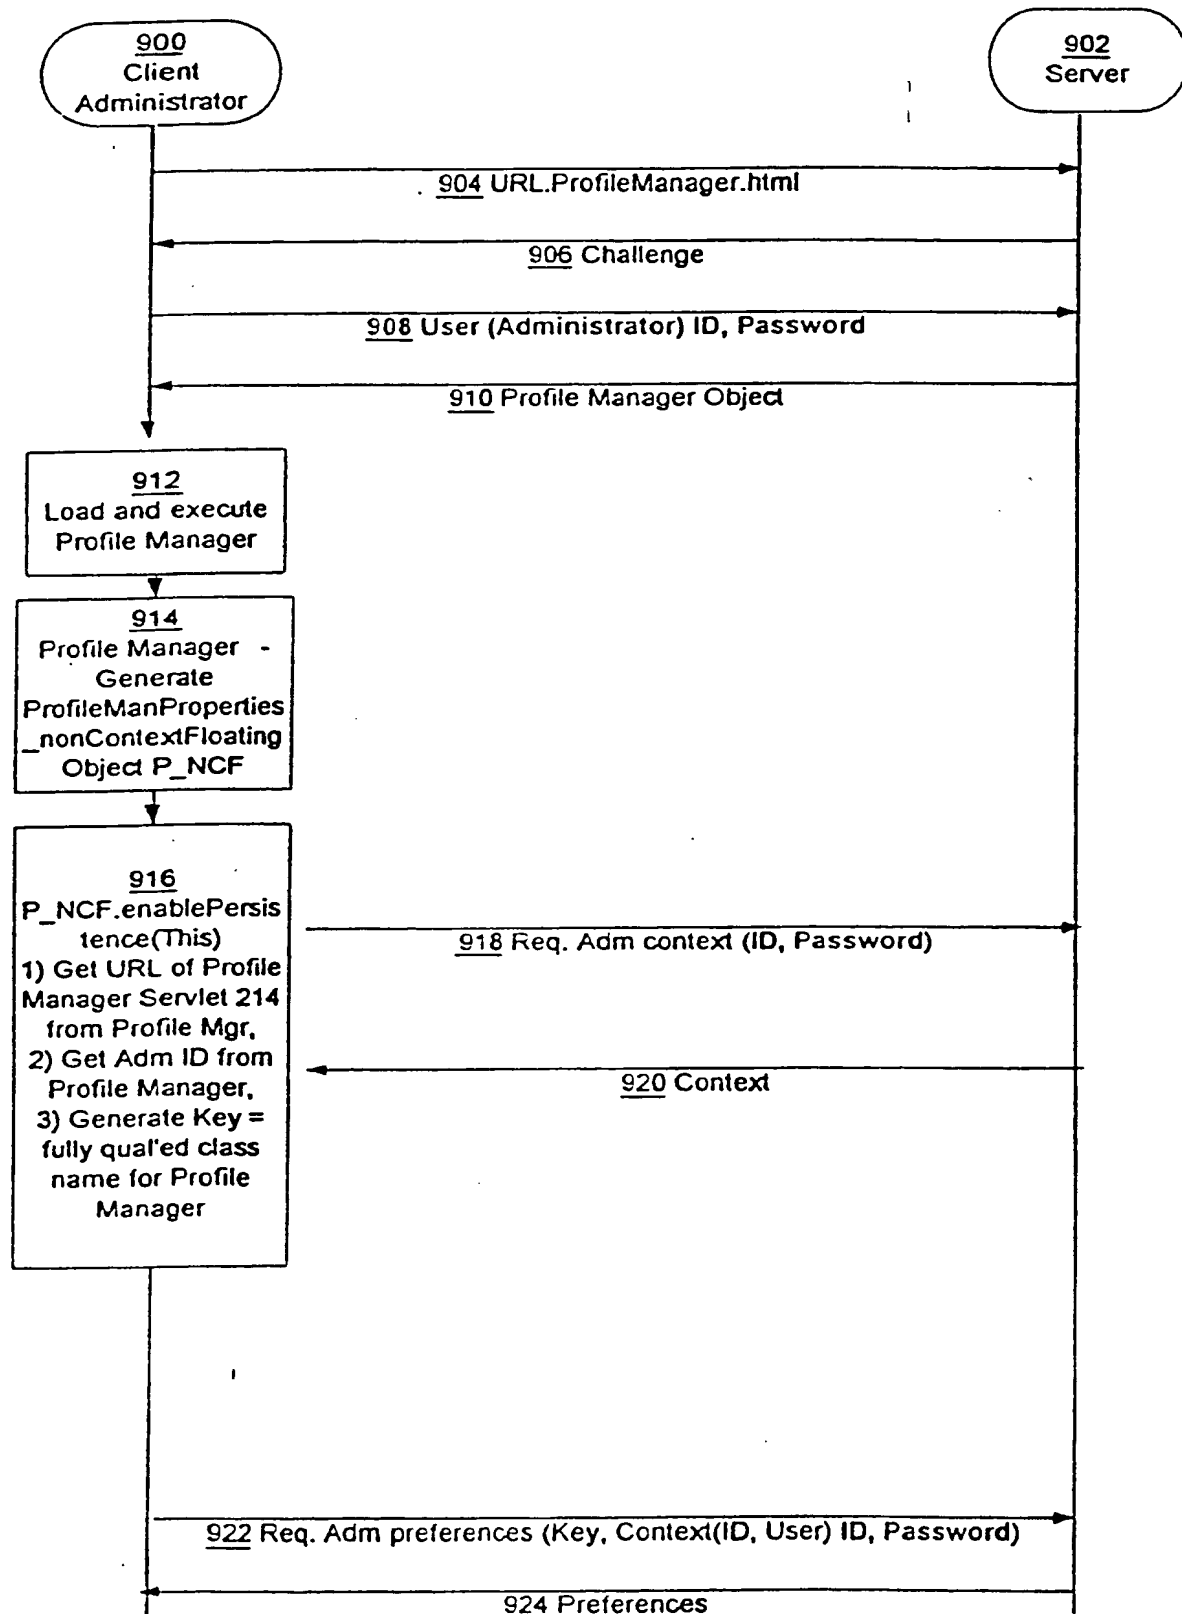 900
Client
Administrator
902
Server
904 URL.ProfileManager.html
906 Challenge
908 User (Administrator) ID, Password
910 Profile Manager Object
912
Load and execute
Profile Manager
914
Profile Manager -
Generate
ProfileManProperties
_nonContextFloating
Object P_NCF
916
P_NCF.enablePersis
tence(This)
1) Get URL of Profile
Manager Servlet 214
from Profile Mgr,
2) Get Adm ID from
Profile Manager,
3) Generate Key =
fully qual'ed class
name for Profile
Manager
918 Req. Adm context (ID, Password)
920 Context
922 Req. Adm preferences (Key, Context(ID, User) ID, Password)
924 Preferences